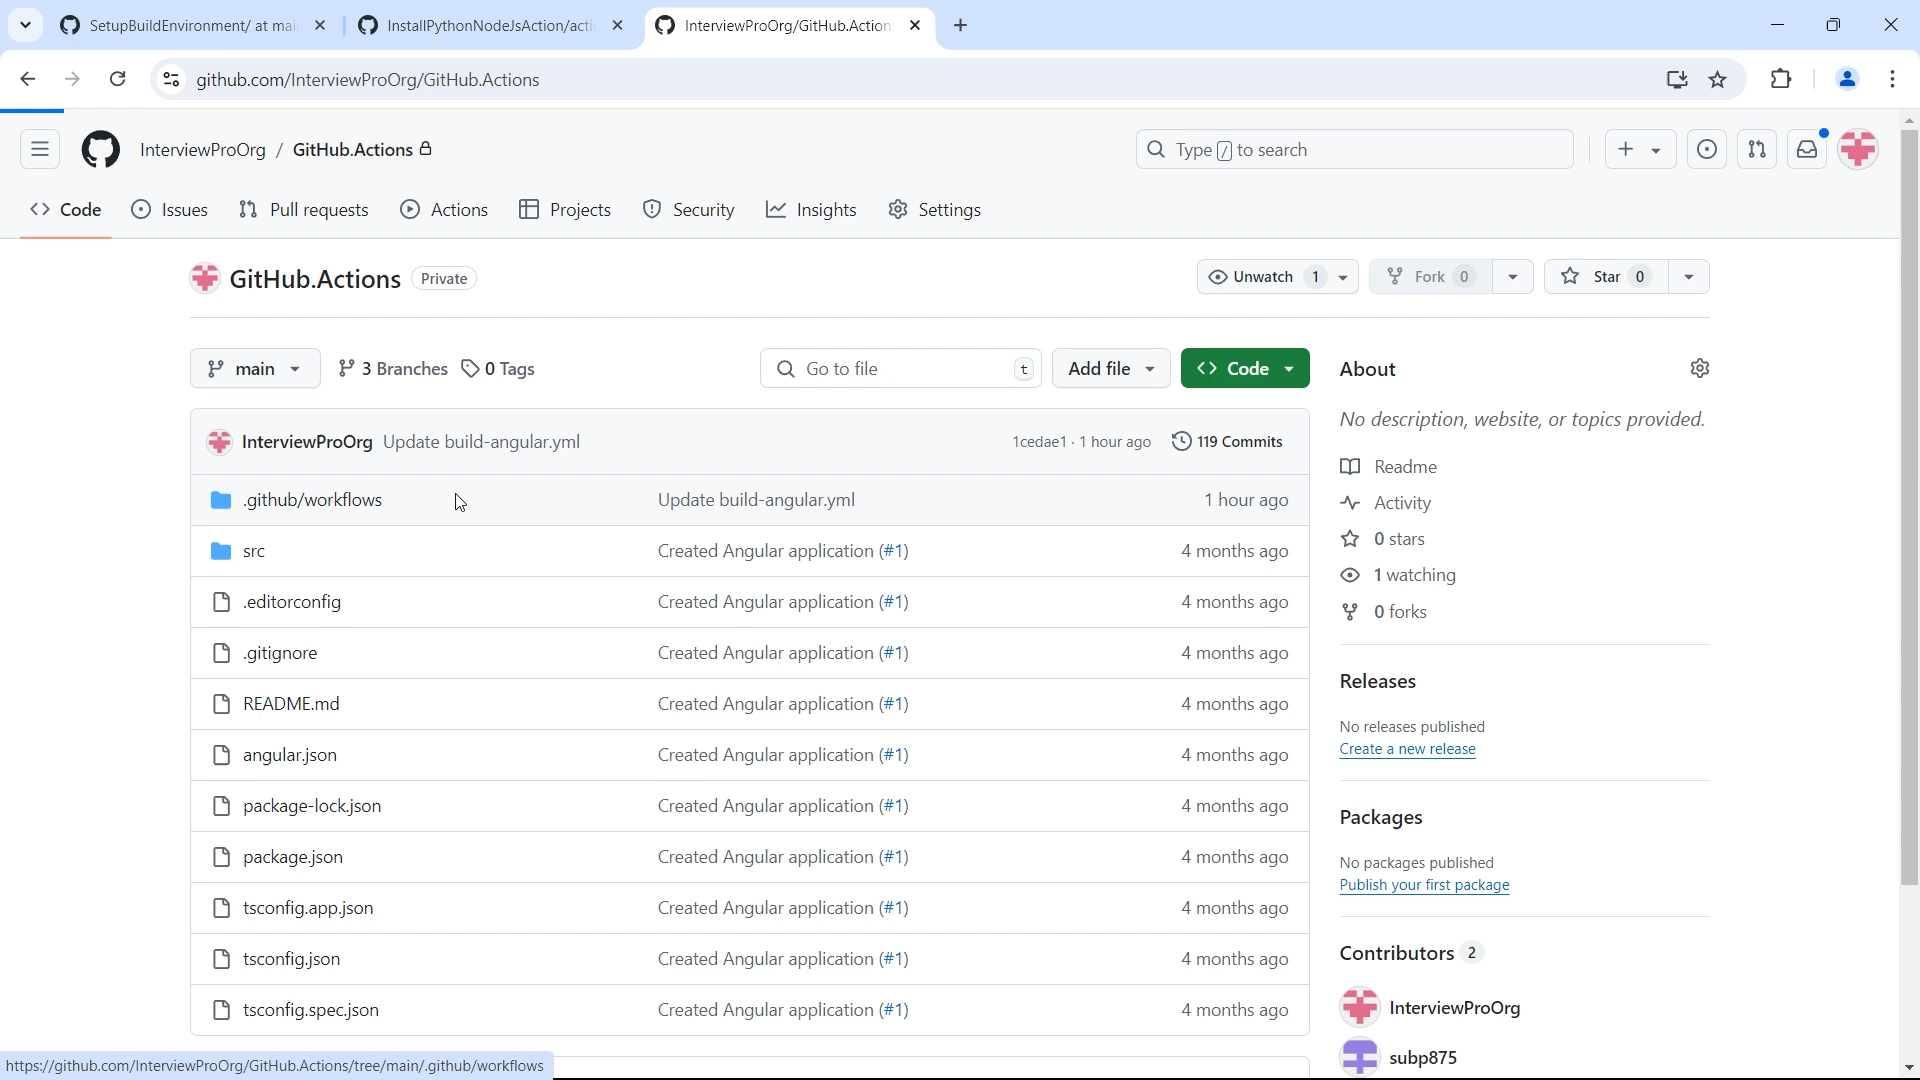 SetupBuildEnvironment/ at mai
InstallPythonNodeJsAction/acti
InterviewProOrg/GitHub.Action
github.com/InterviewProOrg/GitHub.Actions
InterviewProOrg / GitHub.Actions
Type / to search
Code Issues Pull requests Actions Projects Security Insights Settings
GitHub.Actions Private
Unwatch 1 Fork 0 Star 0
main 3 Branches 0 Tags Go to file t Add file Code
InterviewProOrg Update build-angular.yml 1cedae1 · 1 hour ago 119 Commits
.github/workflows Update build-angular.yml 1 hour ago
src Created Angular application (#1) 4 months ago
.editorconfig Created Angular application (#1) 4 months ago
.gitignore Created Angular application (#1) 4 months ago
README.md Created Angular application (#1) 4 months ago
angular.json Created Angular application (#1) 4 months ago
package-lock.json Created Angular application (#1) 4 months ago
package.json Created Angular application (#1) 4 months ago
tsconfig.app.json Created Angular application (#1) 4 months ago
tsconfig.json Created Angular application (#1) 4 months ago
tsconfig.spec.json Created Angular application (#1) 4 months ago
About
No description, website, or topics provided.
Readme
Activity
0 stars
1 watching
0 forks
Releases
No releases published
Create a new release
Packages
No packages published
Publish your first package
Contributors 2
InterviewProOrg
subp875
https://github.com/InterviewProOrg/GitHub.Actions/tree/main/.github/workflows